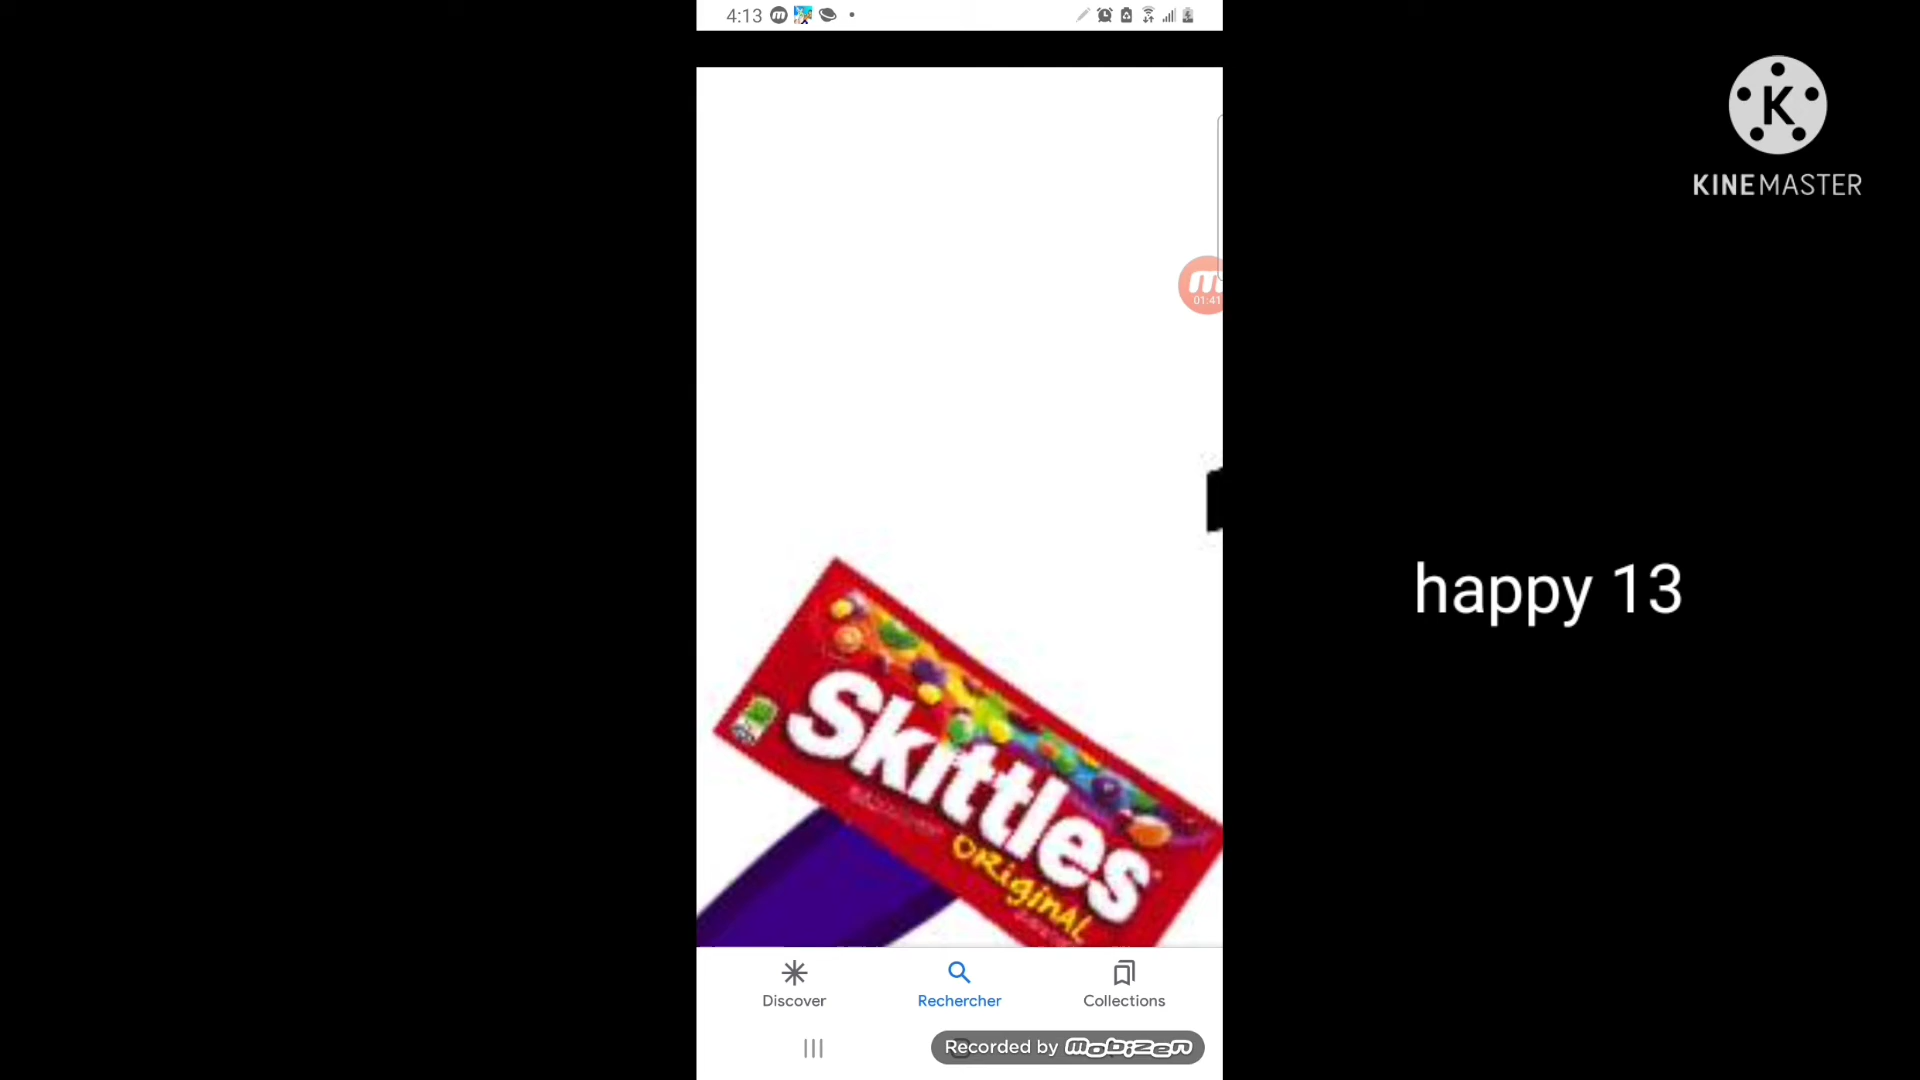 4:13
K
KINEMASTER
m
01:41
happy 13
Skittles
ORiginAL
Discover
Rechercher
Collections
Recorded by mobizen